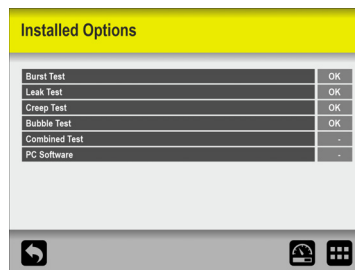 Installed Options
Burst Test OK
Leak Test OK
Creep Test OK
Bubble Test OK
Combined Test -
PC Software -